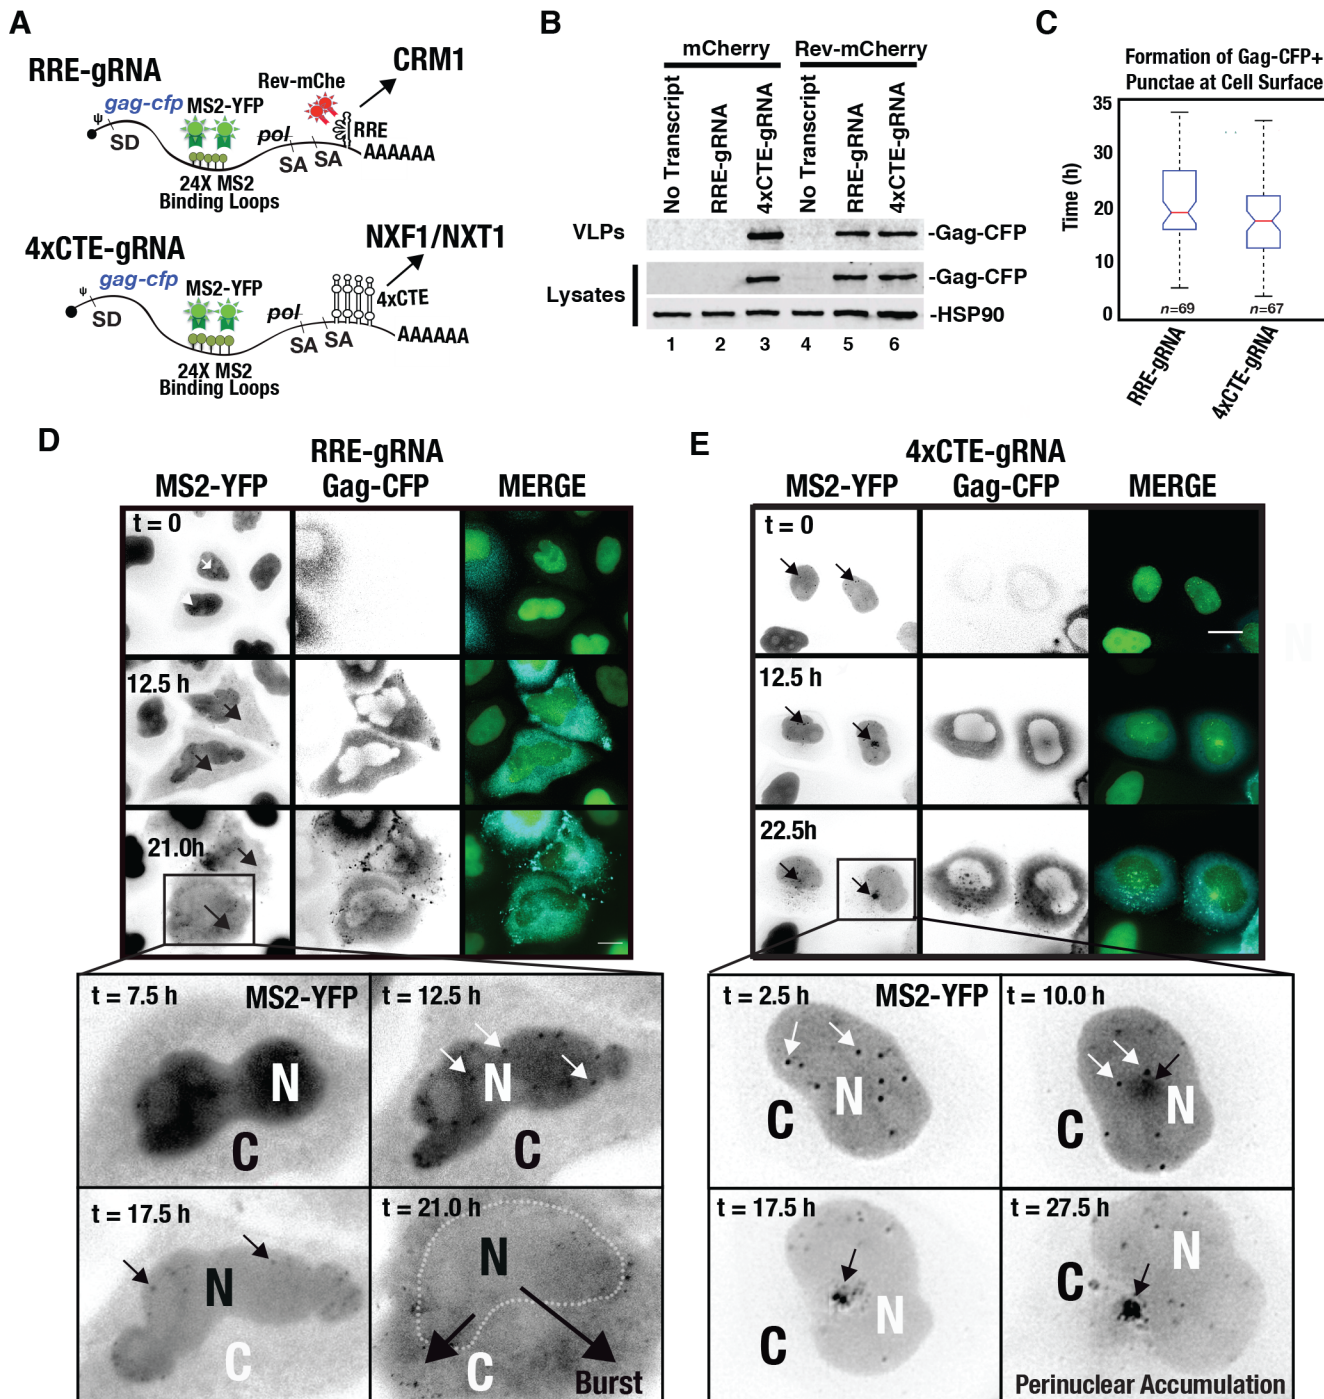 A
RRE-gRNA
gag-cfp
MS2-YFP
Rev-mChe
CRM1
ψ
SD
pol
SA
SA
RRE
AAAAAA
24X MS2
Binding Loops
4xCTE-gRNA
gag-cfp
MS2-YFP
NXF1/NXT1
ψ
SD
pol
SA
SA
4xCTE
AAAAAA
24X MS2
Binding Loops
B
mCherry
Rev-mCherry
No Transcript
RRE-gRNA
4xCTE-gRNA
No Transcript
RRE-gRNA
4xCTE-gRNA
VLPs
-Gag-CFP
Lysates
-Gag-CFP
-HSP90
1 2 3 4 5 6
C
Formation of Gag-CFP+
Punctae at Cell Surface
Time (h)
35
30
20
10
0
n=69
n=67
RRE-gRNA
4xCTE-gRNA
D
RRE-gRNA
MS2-YFP Gag-CFP MERGE
t = 0
12.5 h
21.0h
t = 7.5 h
MS2-YFP
N
C
t = 12.5 h
N
C
t = 17.5 h
N
C
t = 21.0 h
N
C
Burst
E
4xCTE-gRNA
MS2-YFP Gag-CFP MERGE
t = 0
N
12.5 h
22.5h
t = 2.5 h
MS2-YFP
N
C
t = 10.0 h
N
C
t = 17.5 h
N
C
t = 27.5 h
N
C
Perinuclear Accumulation